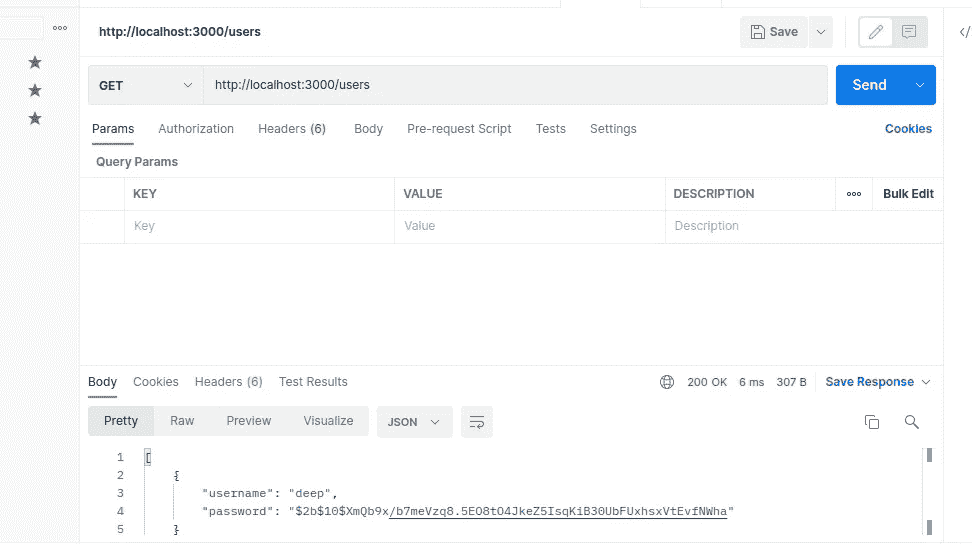 http://localhost:3000/users
Save
GET
http://localhost:3000/users
Send
Params Authorization Headers (6) Body Pre-request Script Tests Settings Cookies
Query Params
KEY VALUE DESCRIPTION Bulk Edit
Key Value Description
Body Cookies Headers (6) Test Results 200 OK 6 ms 307 B Save Response
Pretty Raw Preview Visualize JSON
1 [
2 {
3 "username": "deep",
4 "password": "$2b$10$XmQb9x/b7meVzq8.5EO8tO4JkeZ5IsqKiB30UbFUxhsxVtEvfNWha"
5 }